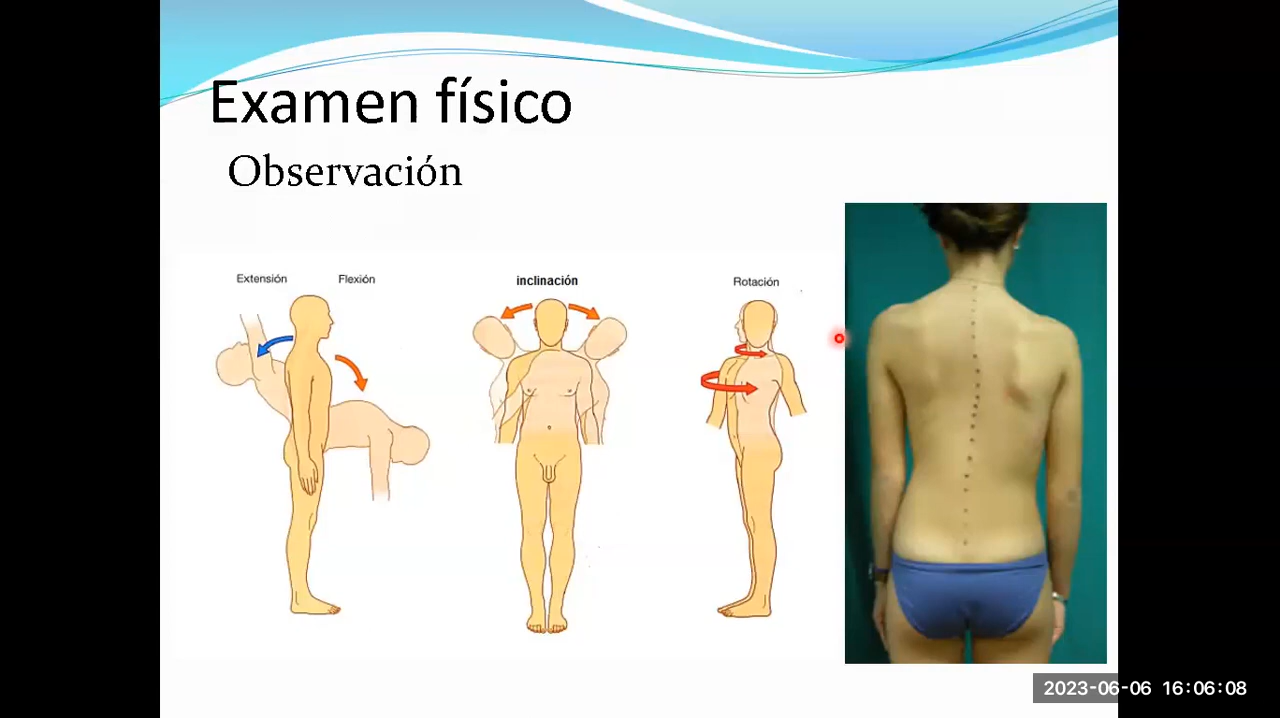 Examen físico
Observación
Extensión
Flexión
inclinación
Rotación
2023-06-06 16:06:08